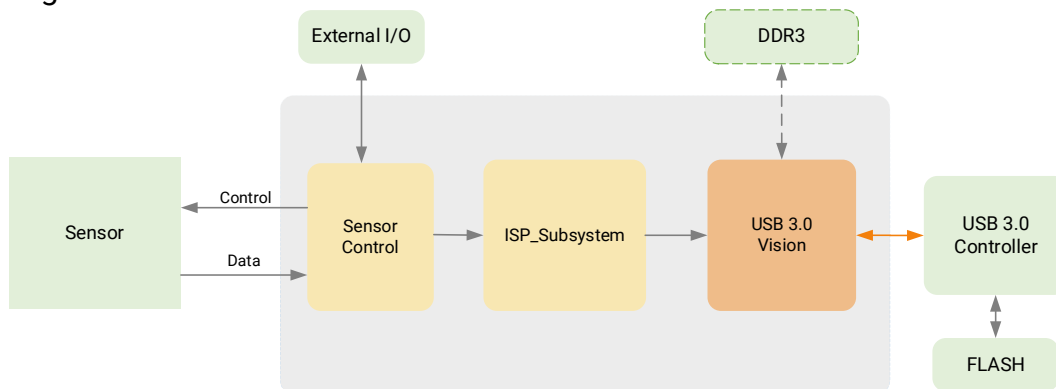 External I/O
DDR3
Control
Sensor
Data
Sensor
Control
ISP_Subsystem
USB 3.0
Vision
USB 3.0
Controller
FLASH